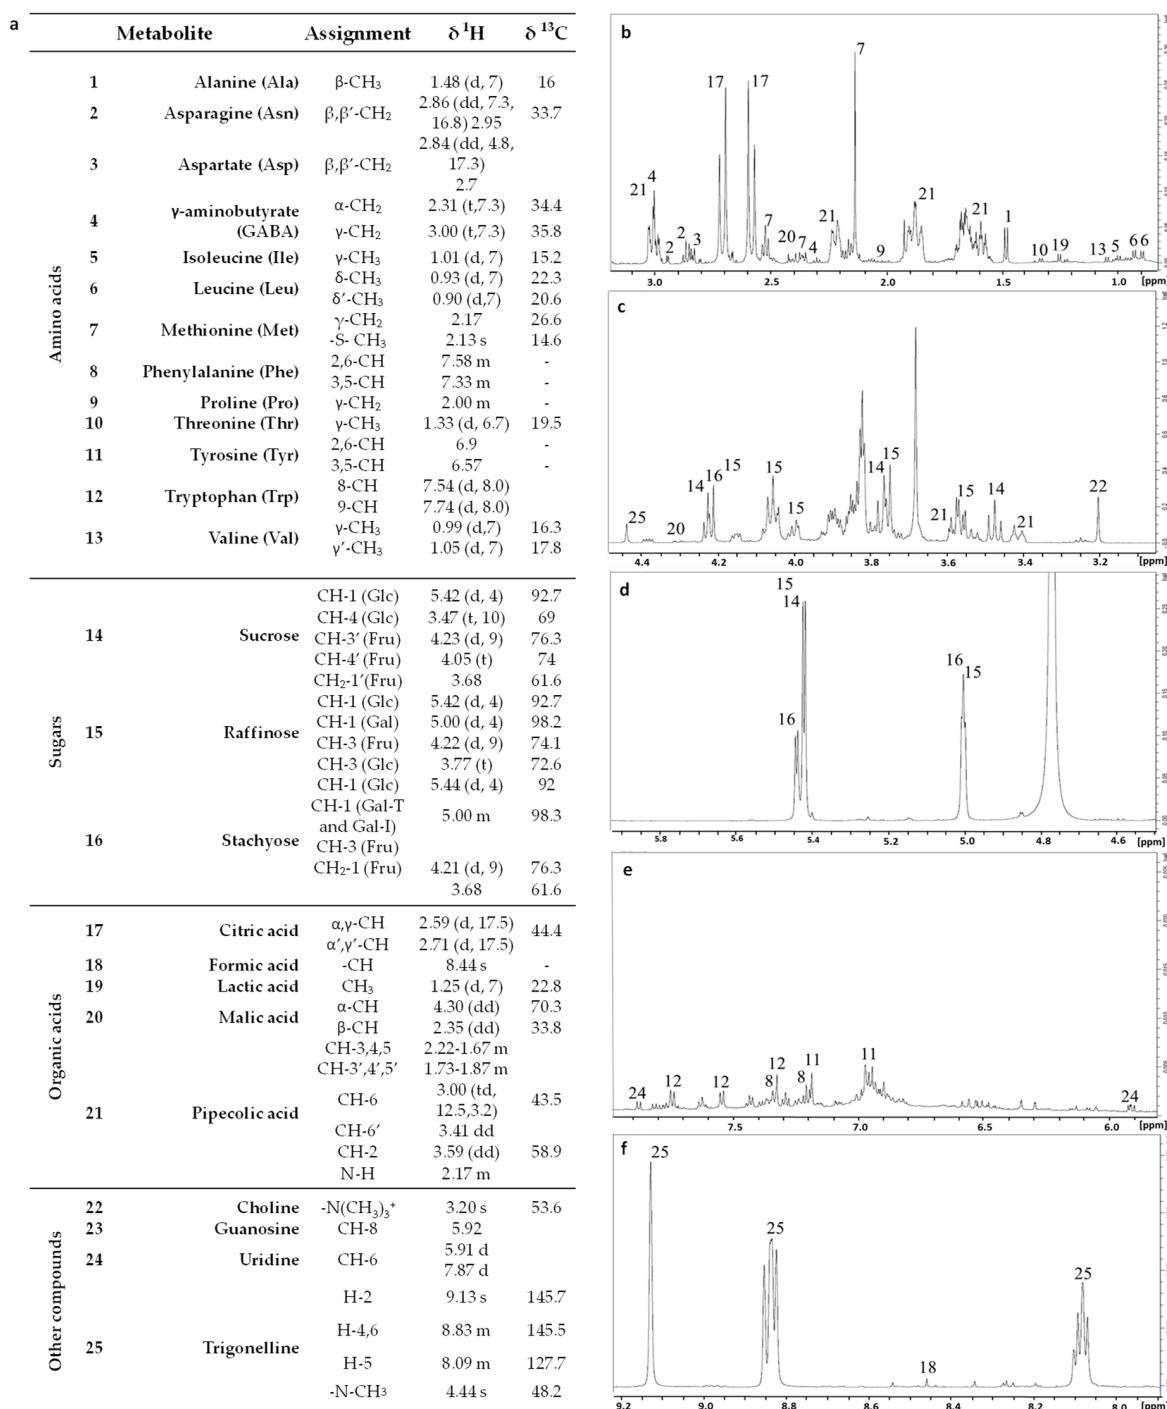 a
Metabolite Assignment δ ¹H δ ¹³C
Amino acids
1 Alanine (Ala) β-CH₃ 1.48 (d, 7) 16
2 Asparagine (Asn) β,β′-CH₂ 2.86 (dd, 7.3, 16.8) 2.95 33.7
3 Aspartate (Asp) β,β′-CH₂ 2.84 (dd, 4.8, 17.3)
2.7
4 γ-aminobutyrate (GABA) α-CH₂ 2.31 (t,7.3) 34.4
γ-CH₂ 3.00 (t,7.3) 35.8
5 Isoleucine (Ile) γ-CH₃ 1.01 (d, 7) 15.2
6 Leucine (Leu) δ-CH₃ 0.93 (d, 7) 22.3
δ′-CH₃ 0.90 (d,7) 20.6
7 Methionine (Met) γ-CH₂ 2.17 26.6
-S- CH₃ 2.13 s 14.6
8 Phenylalanine (Phe) 2,6-CH 7.58 m -
3,5-CH 7.33 m -
9 Proline (Pro) γ-CH₂ 2.00 m -
10 Threonine (Thr) γ-CH₃ 1.33 (d, 6.7) 19.5
11 Tyrosine (Tyr) 2,6-CH 6.9 -
3,5-CH 6.57 -
12 Tryptophan (Trp) 8-CH 7.54 (d, 8.0)
9-CH 7.74 (d, 8.0)
13 Valine (Val) γ-CH₃ 0.99 (d,7) 16.3
γ′-CH₃ 1.05 (d, 7) 17.8
Sugars
14 Sucrose CH-1 (Glc) 5.42 (d, 4) 92.7
CH-4 (Glc) 3.47 (t, 10) 69
CH-3′ (Fru) 4.23 (d, 9) 76.3
CH-4′ (Fru) 4.05 (t) 74
CH₂-1′(Fru) 3.68 61.6
15 Raffinose CH-1 (Glc) 5.42 (d, 4) 92.7
CH-1 (Gal) 5.00 (d, 4) 98.2
CH-3 (Fru) 4.22 (d, 9) 74.1
CH-3 (Glc) 3.77 (t) 72.6
CH-1 (Glc) 5.44 (d, 4) 92
16 Stachyose CH-1 (Gal-T and Gal-I) 5.00 m 98.3
CH-3 (Fru)
CH₂-1 (Fru) 4.21 (d, 9) 76.3
3.68 61.6
Organic acids
17 Citric acid α,γ-CH 2.59 (d, 17.5) 44.4
α′,γ′-CH 2.71 (d, 17.5)
18 Formic acid -CH 8.44 s -
19 Lactic acid CH₃ 1.25 (d, 7) 22.8
20 Malic acid α-CH 4.30 (dd) 70.3
β-CH 2.35 (dd) 33.8
CH-3,4,5 2.22-1.67 m
CH-3′,4′,5′ 1.73-1.87 m
21 Pipecolic acid CH-6 3.00 (td, 12.5,3.2) 43.5
CH-6′ 3.41 dd
CH-2 3.59 (dd) 58.9
N-H 2.17 m
Other compounds
22 Choline -N(CH₃)₃⁺ 3.20 s 53.6
23 Guanosine CH-8 5.92
24 Uridine CH-6 5.91 d
7.87 d
25 Trigonelline H-2 9.13 s 145.7
H-4,6 8.83 m 145.5
H-5 8.09 m 127.7
-N-CH₃ 4.44 s 48.2
b
7
17 17
4
21 21 21 1
2 2 3 7 20 7 4 9 10 19 13 5 6 6
3.0 2.5 2.0 1.5 1.0 [ppm]
c
14 16 15 15 15 14 15 15 14 22
25 20 21 21
4.4 4.2 4.0 3.8 3.6 3.4 3.2 [ppm]
d
15
14
16 15
16
5.8 5.4 5.2 5.0 4.8 4.6 [ppm]
e
24 12 12 8 12 8 11 11 24
7.5 7.0 6.5 6.0 [ppm]
f
25
25
25
18
9.2 9.0 8.8 8.6 8.4 8.2 8.0 [ppm]